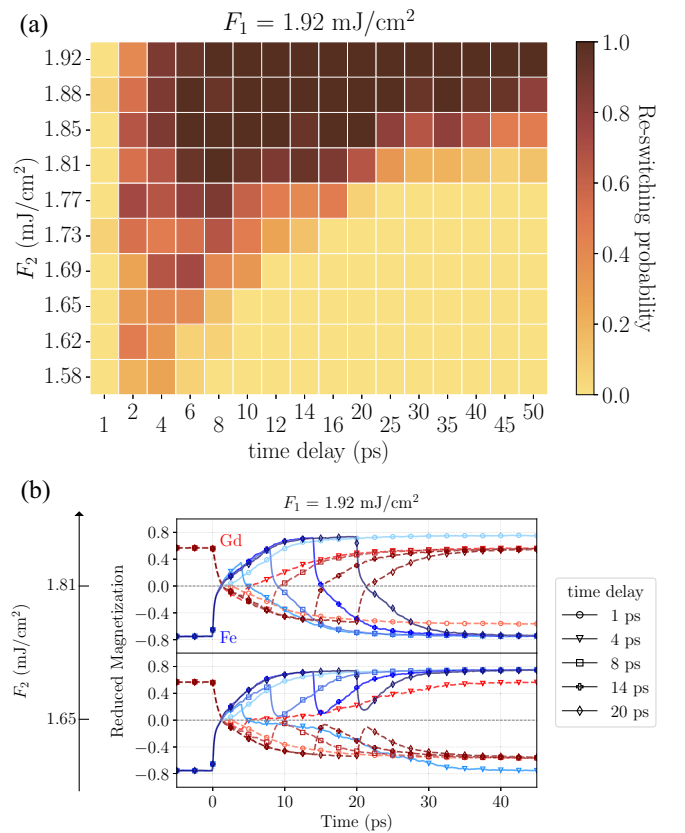 (a)
F₁ = 1.92 mJ/cm²
1.92
1.88
1.85
1.81
1.77
1.73
1.69
1.65
1.62
1.58
F₂ (mJ/cm²)
1 2 4 6 8 10 12 14 16 20 25 30 35 40 45 50
time delay (ps)
1.0
0.8
0.6
0.4
0.2
0.0
Re-switching probability
(b)
F₁ = 1.92 mJ/cm²
F₂ (mJ/cm²)
1.81
1.65
Reduced Magnetization
0.8
0.4
0.0
−0.4
−0.8
Gd
Fe
0.8
0.4
0.0
−0.4
−0.8
0 10 20 30 40
Time (ps)
time delay
1 ps
4 ps
8 ps
14 ps
20 ps